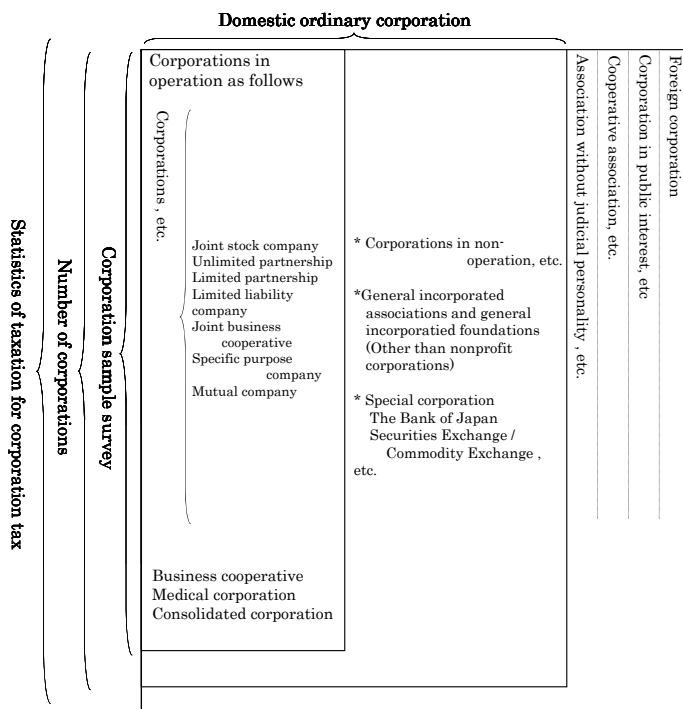 Domestic ordinary corporation
Statistics of taxation for corporation tax
Number of corporations
Corporation sample survey
Corporations in
operation as follows
Corporations , etc.
Joint stock company
Unlimited partnership
Limited partnership
Limited liability
company
Joint business
cooperative
Specific purpose
company
Mutual company
Business cooperative
Medical corporation
Consolidated corporation
* Corporations in non-
operation, etc.
*General incorporated
associations and general
incorporatied foundations
(Other than nonprofit
corporations)
* Special corporation
The Bank of Japan
Securities Exchange /
Commodity Exchange ,
etc.
Association without judicial personality , etc.
Cooperative association, etc.
Corporation in public interest, etc
Foreign corporation